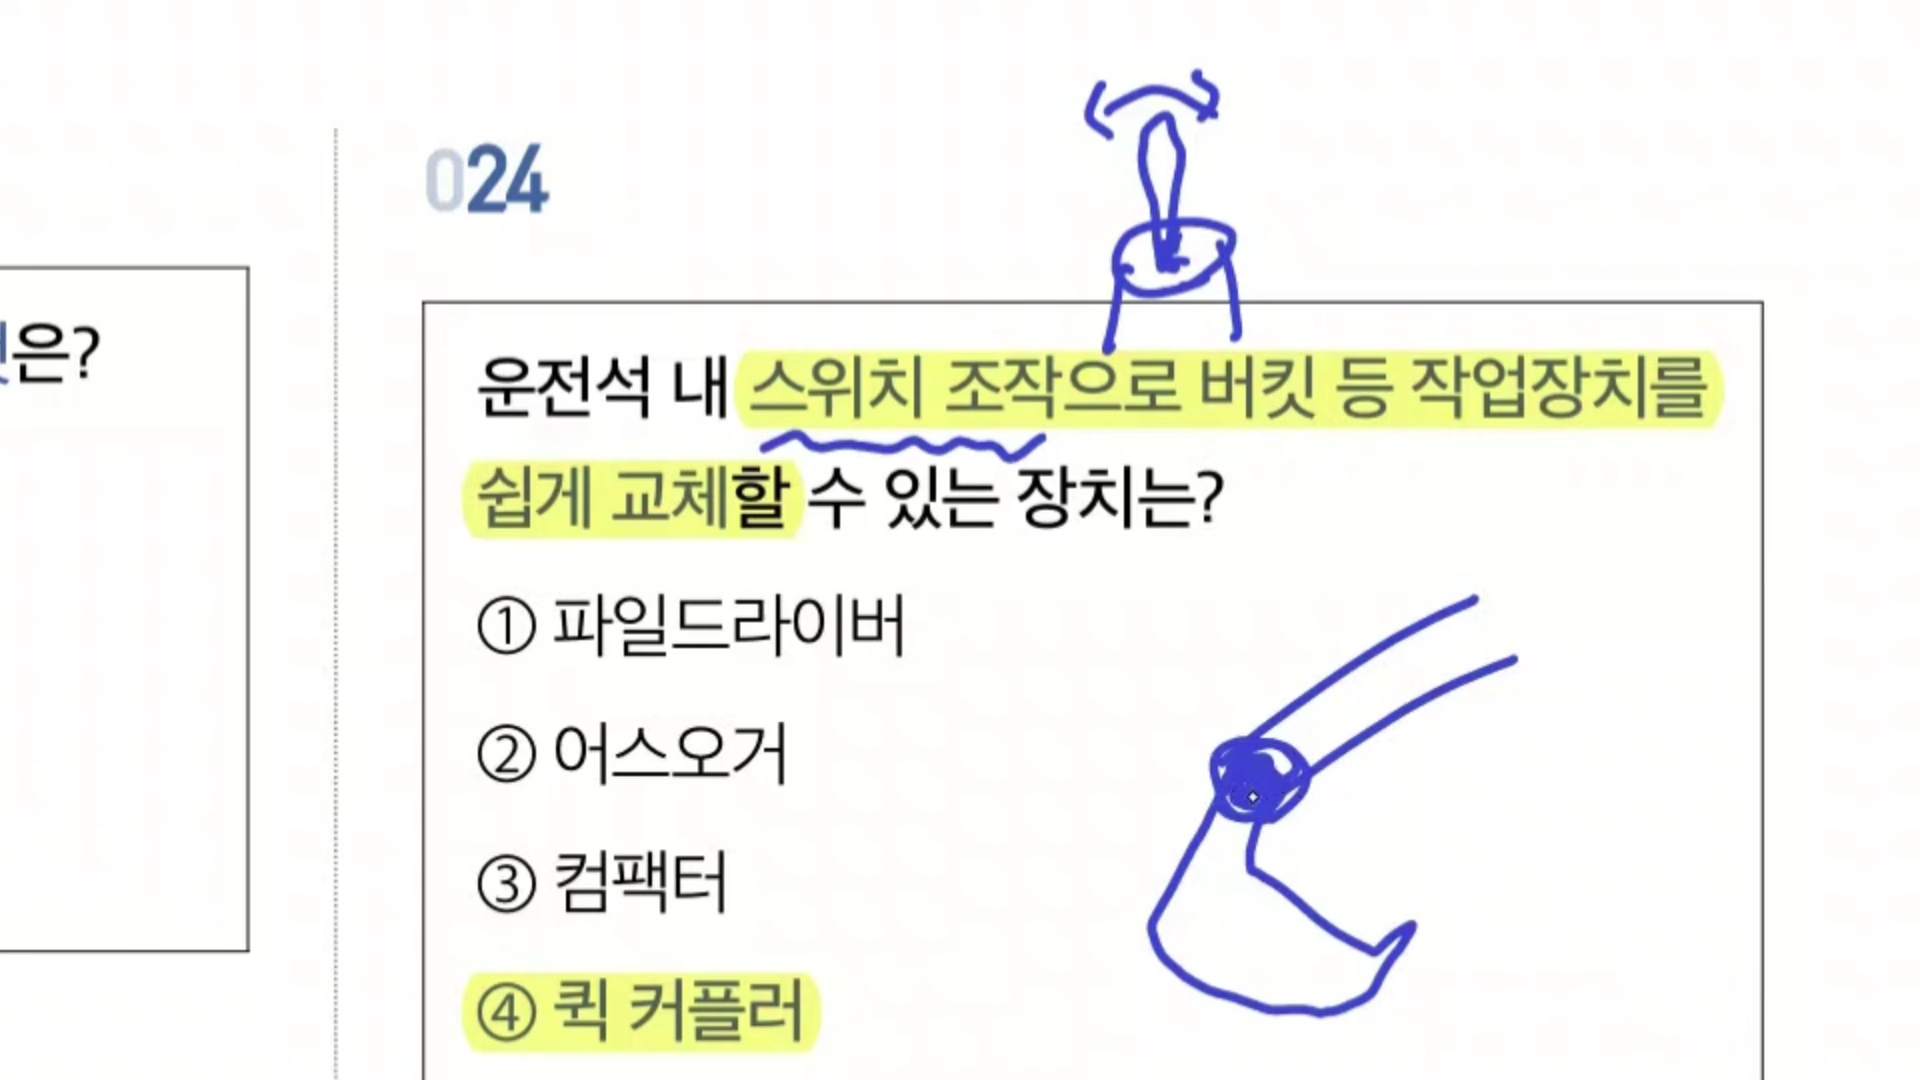 은?
024
운전석 내 스위치 조작으로 버킷 등 작업장치를
쉽게 교체할 수 있는 장치는?
① 파일드라이버
② 어스오거
③ 컴팩터
④ 퀵 커플러